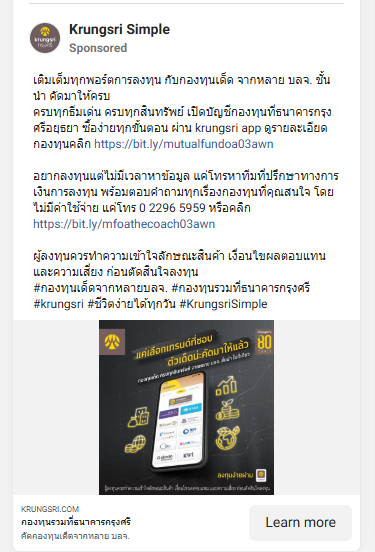 Krungsri Simple
Sponsored
krungsri
กรุงศรี
เติมเต็มทุกพอร์ตการลงทุน กับกองทุนเด็ด จากหลาย บลจ. ชั้น
นำ คัดมาให้ครบ
ครบทุกธีมเด่น ครบทุกสินทรัพย์ เปิดบัญชีกองทุนที่ธนาคารกรุง
ศรีอยุธยา ซื้อง่ายทุกขั้นตอน ผ่าน krungsri app ดูรายละเอียด
กองทุนคลิก https://bit.ly/mutualfundoa03awn
อยากลงทุนแต่ไม่มีเวลาหาข้อมูล แค่โทรหาทีมที่ปรึกษาทางการ
เงินการลงทุน พร้อมตอบคำถามทุกเรื่องกองทุนที่คุณสนใจ โดย
ไม่มีค่าใช้จ่าย แค่โทร 0 2296 5959 หรือคลิก
https://bit.ly/mfoathecoach03awn
ผู้ลงทุนควรทำความเข้าใจลักษณะสินค้า เงื่อนไขผลตอบแทน
และความเสี่ยง ก่อนตัดสินใจลงทุน
#กองทุนเด็ดจากหลายบลจ. #กองทุนรวมที่ธนาคารกรุงศรี
#krungsri #ชีวิตง่ายได้ทุกวัน #KrungsriSimple
แค่เลือกเทรนด์ที่ชอบ
ตัวเด็ดน่ะคัดมาให้แล้ว
ลงทุนง่ายผ่าน
KRUNGSRI.COM
กองทุนรวมที่ธนาคารกรุงศรี
คัดกองทุนเด็ดจากหลาย บลจ.
Learn more